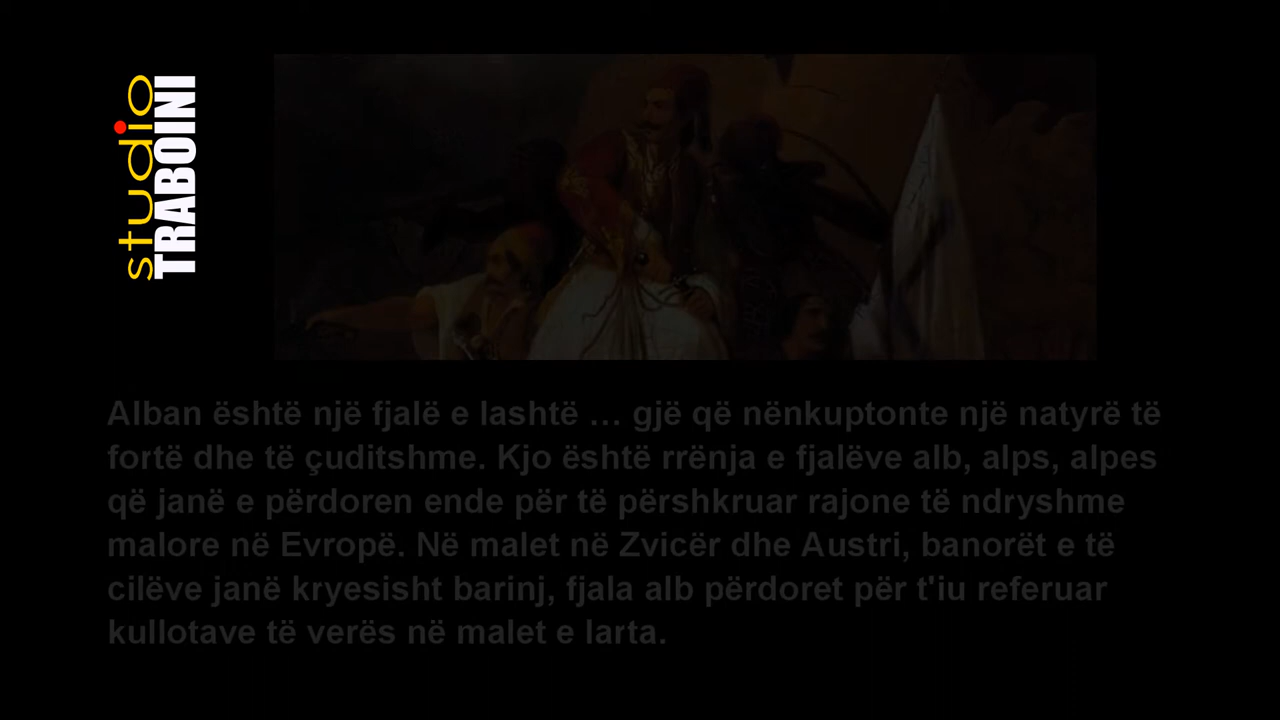 studio
TRABOINI
Alban është një fjalë e lashtë ... gjë që nënkuptonte një natyrë të
fortë dhe të çuditshme. Kjo është rrënja e fjalëve alb, alps, alpes
që janë e përdoren ende për të përshkruar rajone të ndryshme
malore në Evropë. Në malet në Zvicër dhe Austri, banorët e të
cilëve janë kryesisht barinj, fjala alb përdoret për t'iu referuar
kullotave të verës në malet e larta.